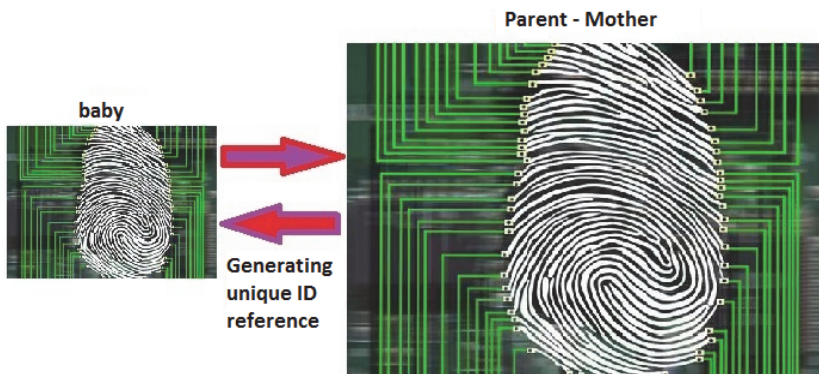 Parent - Mother
baby
Generating
unique ID
reference